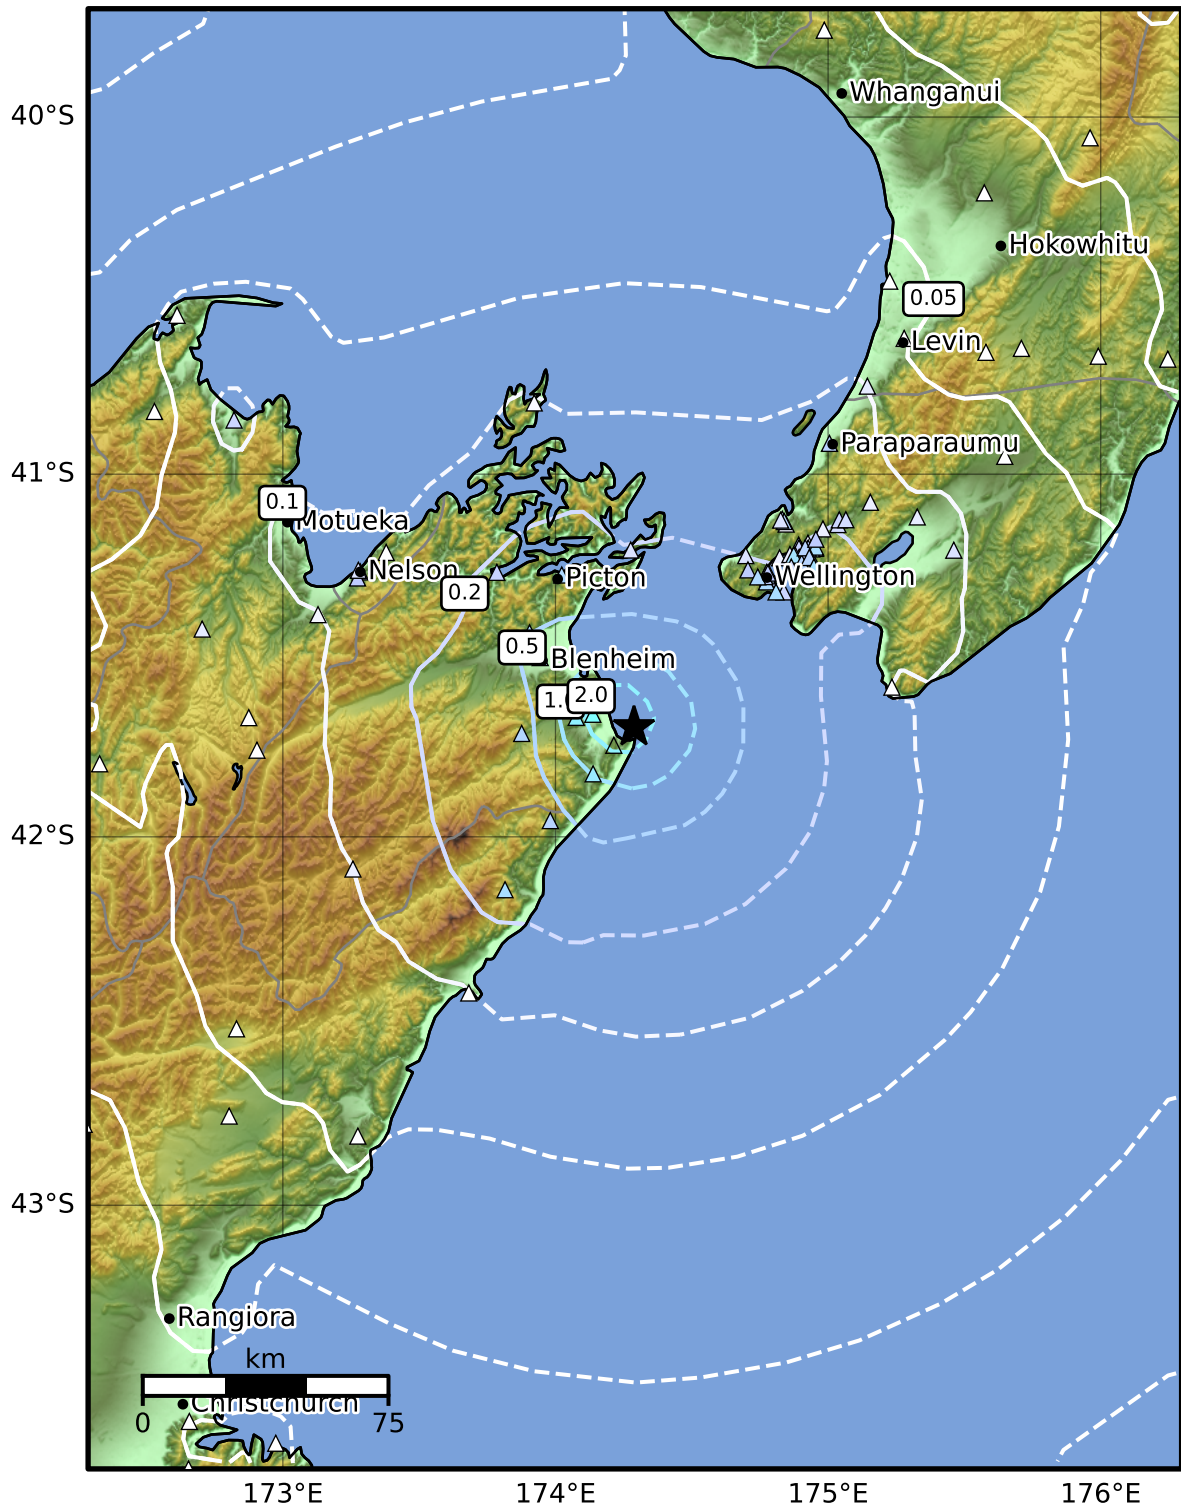 Whanganui
40°S
Hokowhitu
0.05
Levin
Paraparaumu
41°S
0.1
Motueka
Nelson
Picton
Wellington
0.2
0.5
Blenheim
1.
2.0
42°S
43°S
Rangiora
km
Christchurch
0
75
173°E
174°E
175°E
176°E